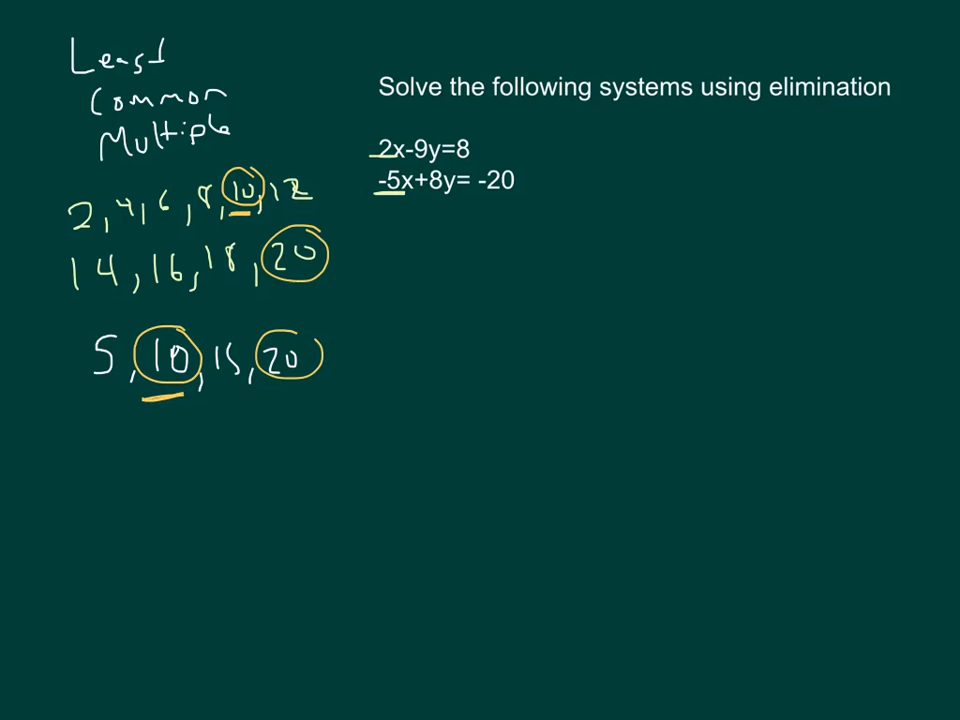 Least
Common
Multiple
2, 4, 6, 8, 10, 12
14, 16, 18, 20
5, 10, 15, 20
Solve the following systems using elimination
2x-9y=8
-5x+8y= -20